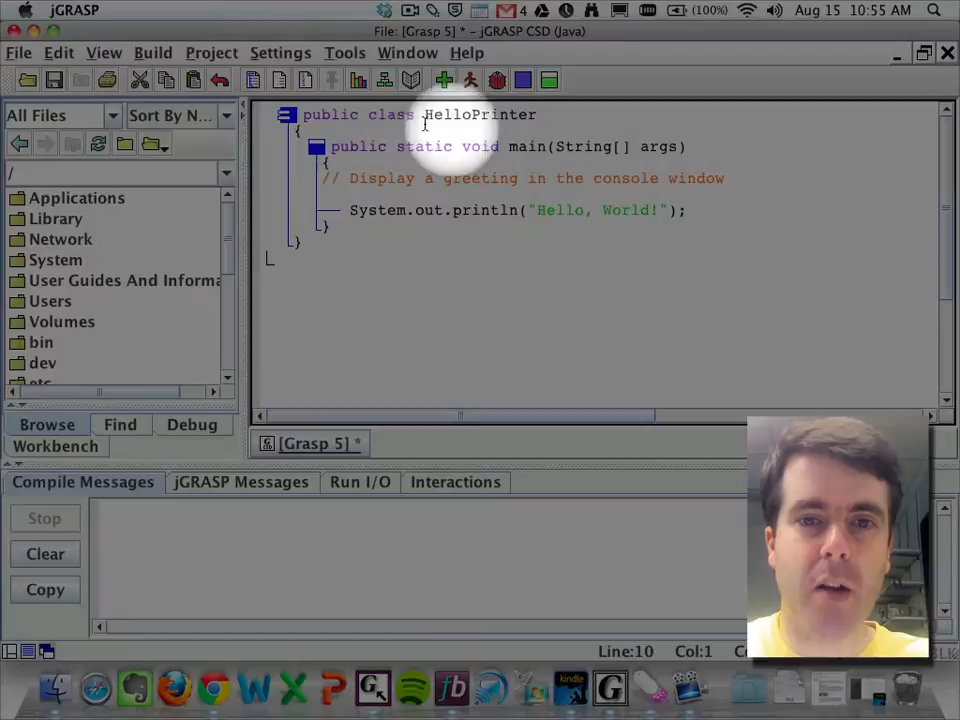 jGRASP 4 (100%) Aug 15 10:55 AM
File: [Grasp 5] * - jGRASP CSD (Java)
File Edit View Build Project Settings Tools Window Help
All Files Sort By N...
/
Applications
Library
Network
System
User Guides And Informa
Users
Volumes
bin
dev
etc
Browse Find Debug
Workbench
public class HelloPrinter
{
public static void main(String[] args)
{
// Display a greeting in the console window
System.out.println("Hello, World!");
}
}
[Grasp 5] *
Compile Messages jGRASP Messages Run I/O Interactions
Stop
Clear
Copy
Line:10 Col:1